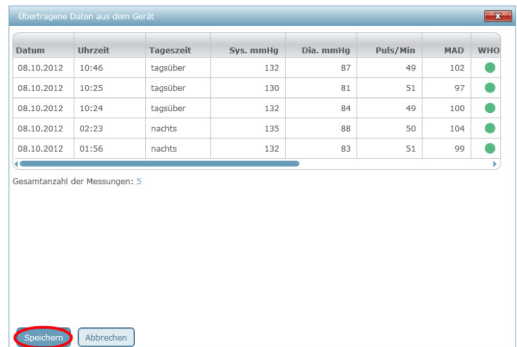 Übertragene Daten aus dem Gerät
Datum Uhrzeit Tageszeit Sys. mmHg Dia. mmHg Puls/Min MAD WHO
08.10.2012 10:46 tagsüber 132 87 49 102
08.10.2012 10:25 tagsüber 130 81 51 97
08.10.2012 10:24 tagsüber 132 84 49 100
08.10.2012 02:23 nachts 135 88 50 104
08.10.2012 01:56 nachts 132 83 51 99
Gesamtanzahl der Messungen: 5
Speichern Abbrechen